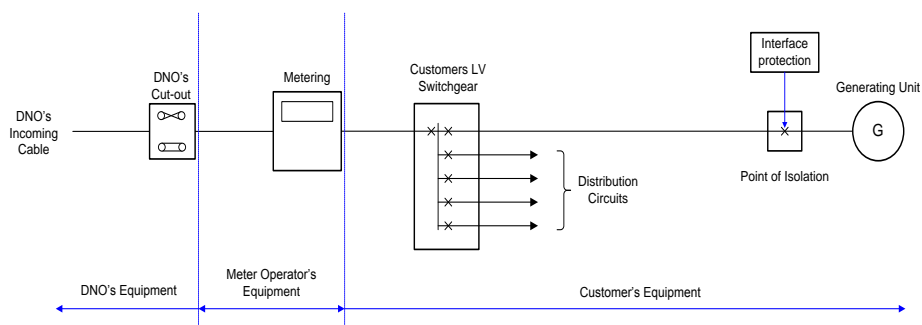 DNO's
Incoming
Cable
DNO's
Cut-out
Metering
Customers LV
Switchgear
Distribution
Circuits
Interface
protection
Point of Isolation
Generating Unit
G
DNO's Equipment
Meter Operator's
Equipment
Customer's Equipment